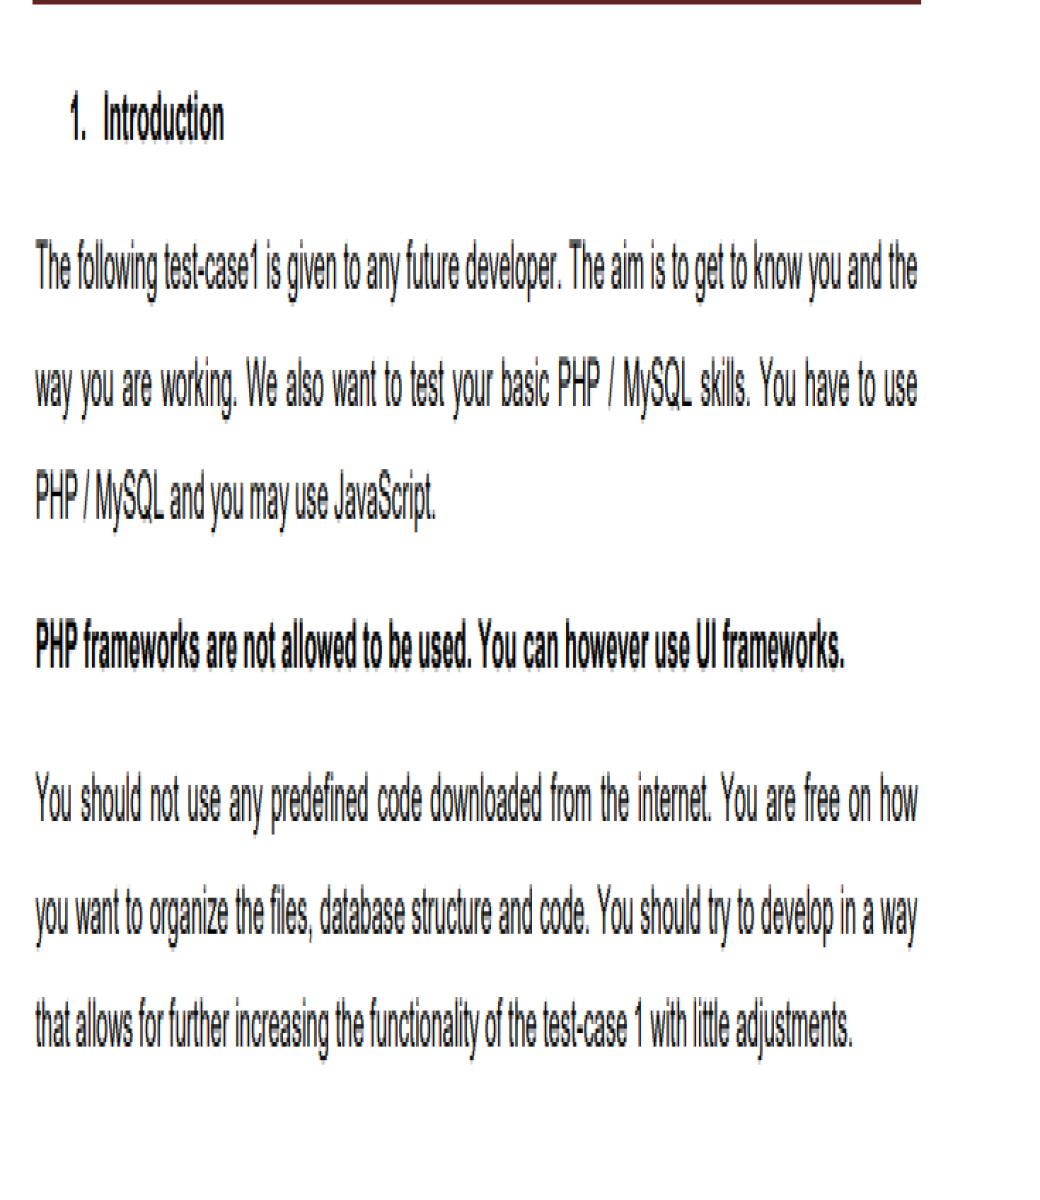 1. Introduction
The following test-case1 is given to any future developer. The aim is to get to know you and the
way you are working. We also want to test your basic PHP / MySQL skills. You have to use
PHP / MySQL and you may use JavaScript.
PHP frameworks are not allowed to be used. You can however use UI frameworks.
You should not use any predefined code downloaded from the internet. You are free on how
you want to organize the files, database structure and code. You should try to develop in a way
that allows for further increasing the functionality of the test-case 1 with little adjustments.